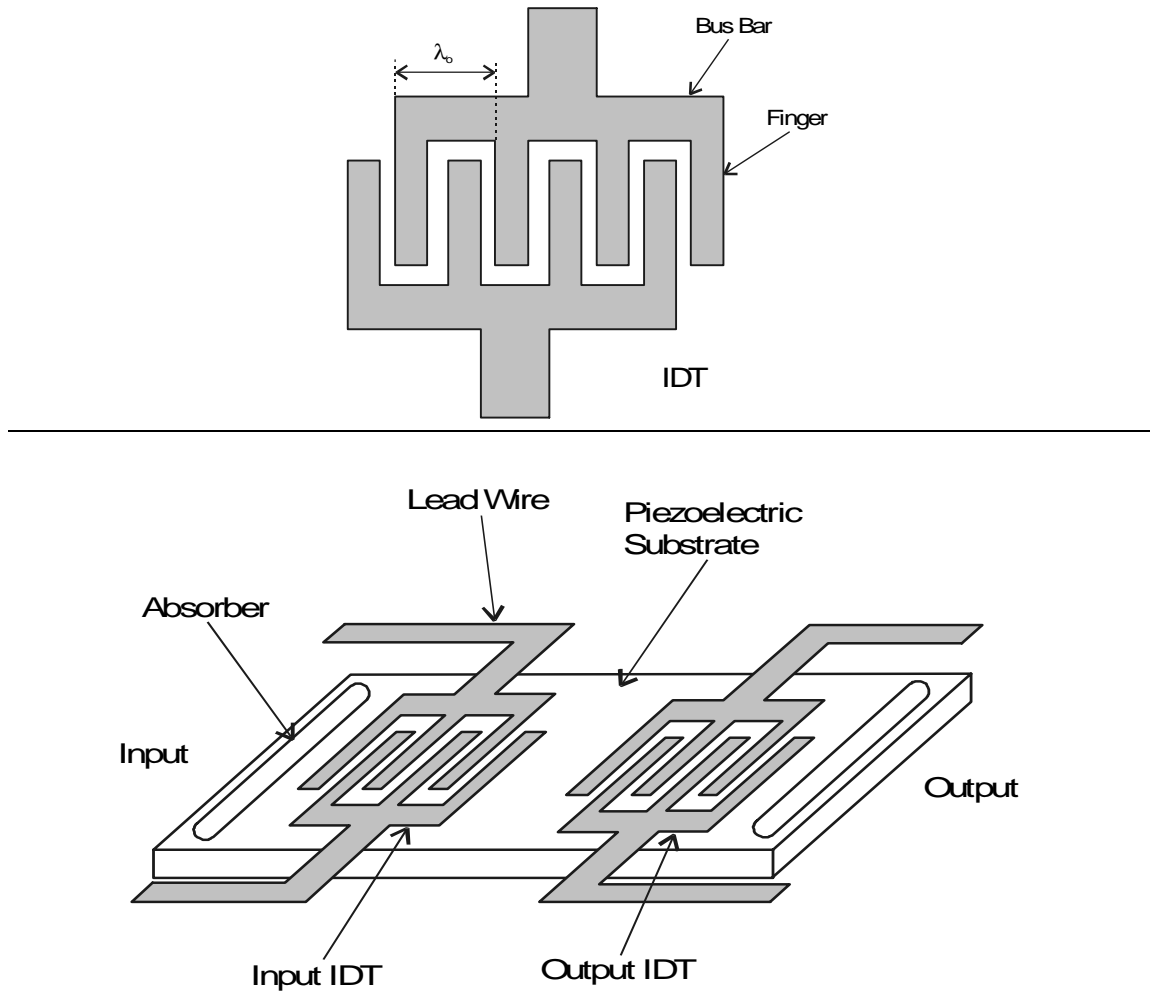 Bus Bar
λₒ
Finger
IDT
Lead Wire
Piezoelectric
Substrate
Absorber
Input
Output
Input IDT
Output IDT